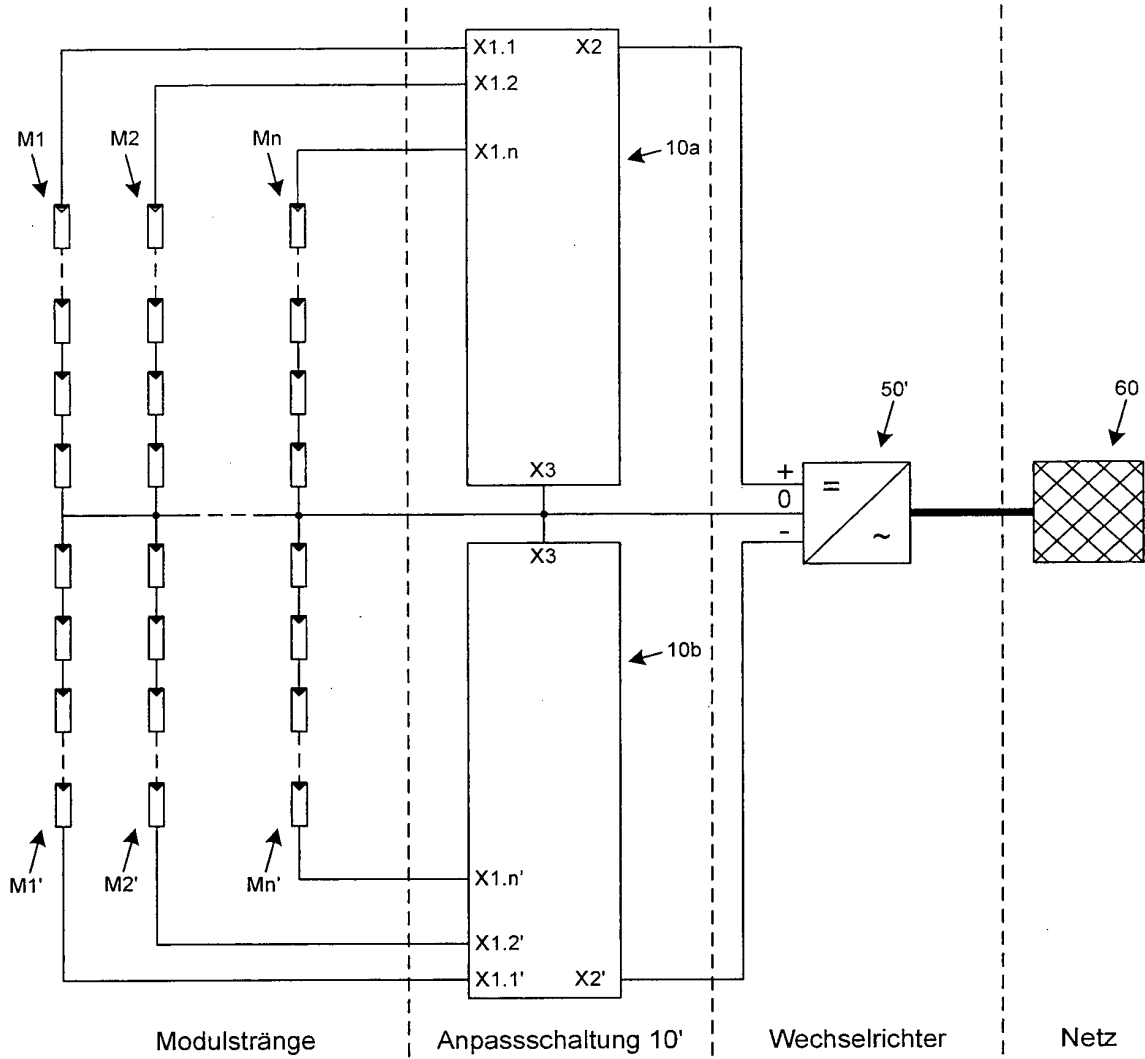 X1.1 X2
X1.2
M1 M2 Mn X1.n 10a
X3
50' 60
+
0
-
=
~
X3
10b
M1' M2' Mn' X1.n'
X1.2'
X1.1' X2'
Modulstränge Anpassschaltung 10' Wechselrichter Netz